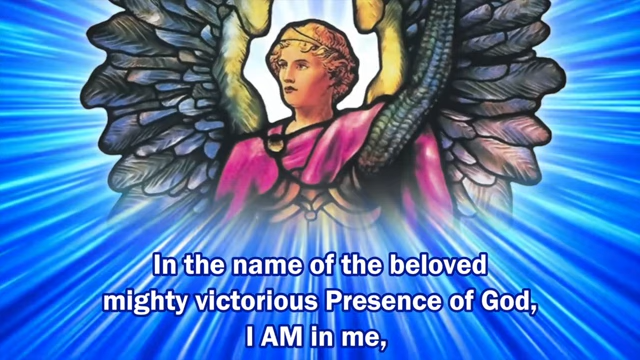 In the name of the beloved
mighty victorious Presence of God,
I AM in me,